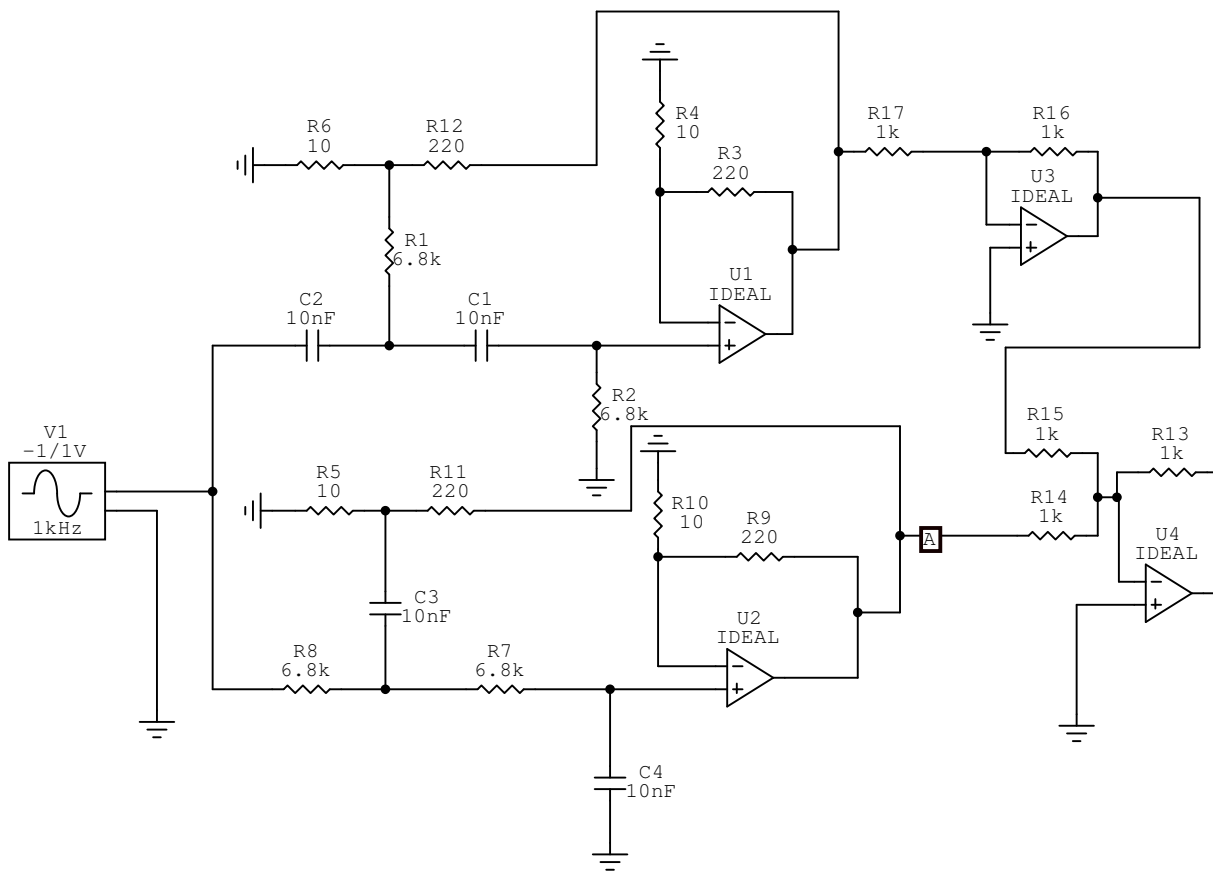 R6
10
R12
220
R4
10
R3
220
R17
1k
R16
1k
U3
IDEAL
R1
6.8k
U1
IDEAL
C2
10nF
C1
10nF
R2
6.8k
V1
-1/1V
1kHz
R5
10
R11
220
R10
10
R9
220
A
R15
1k
R14
1k
R13
1k
U4
IDEAL
C3
10nF
U2
IDEAL
R8
6.8k
R7
6.8k
C4
10nF